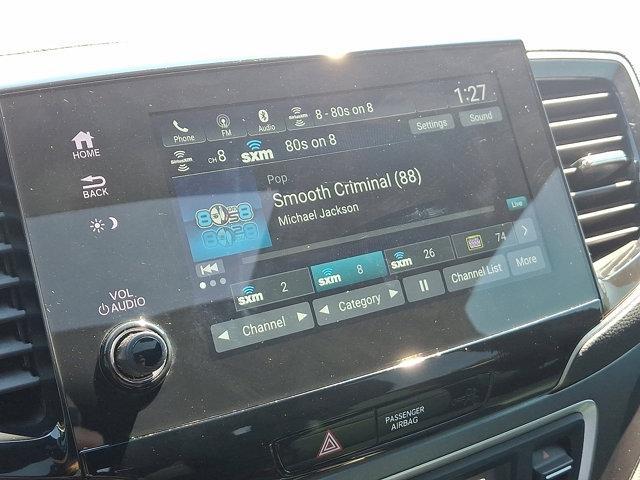 HOME
BACK
VOL
AUDIO
Phone
FM
Audio
8 - 80s on 8
1:27
CH 8
sxm
80s on 8
Settings
Sound
Pop
Smooth Criminal (88)
Michael Jackson
Live
sxm 2
sxm 8
sxm 26
74
Channel
Category
Channel List
More
PASSENGER
AIRBAG